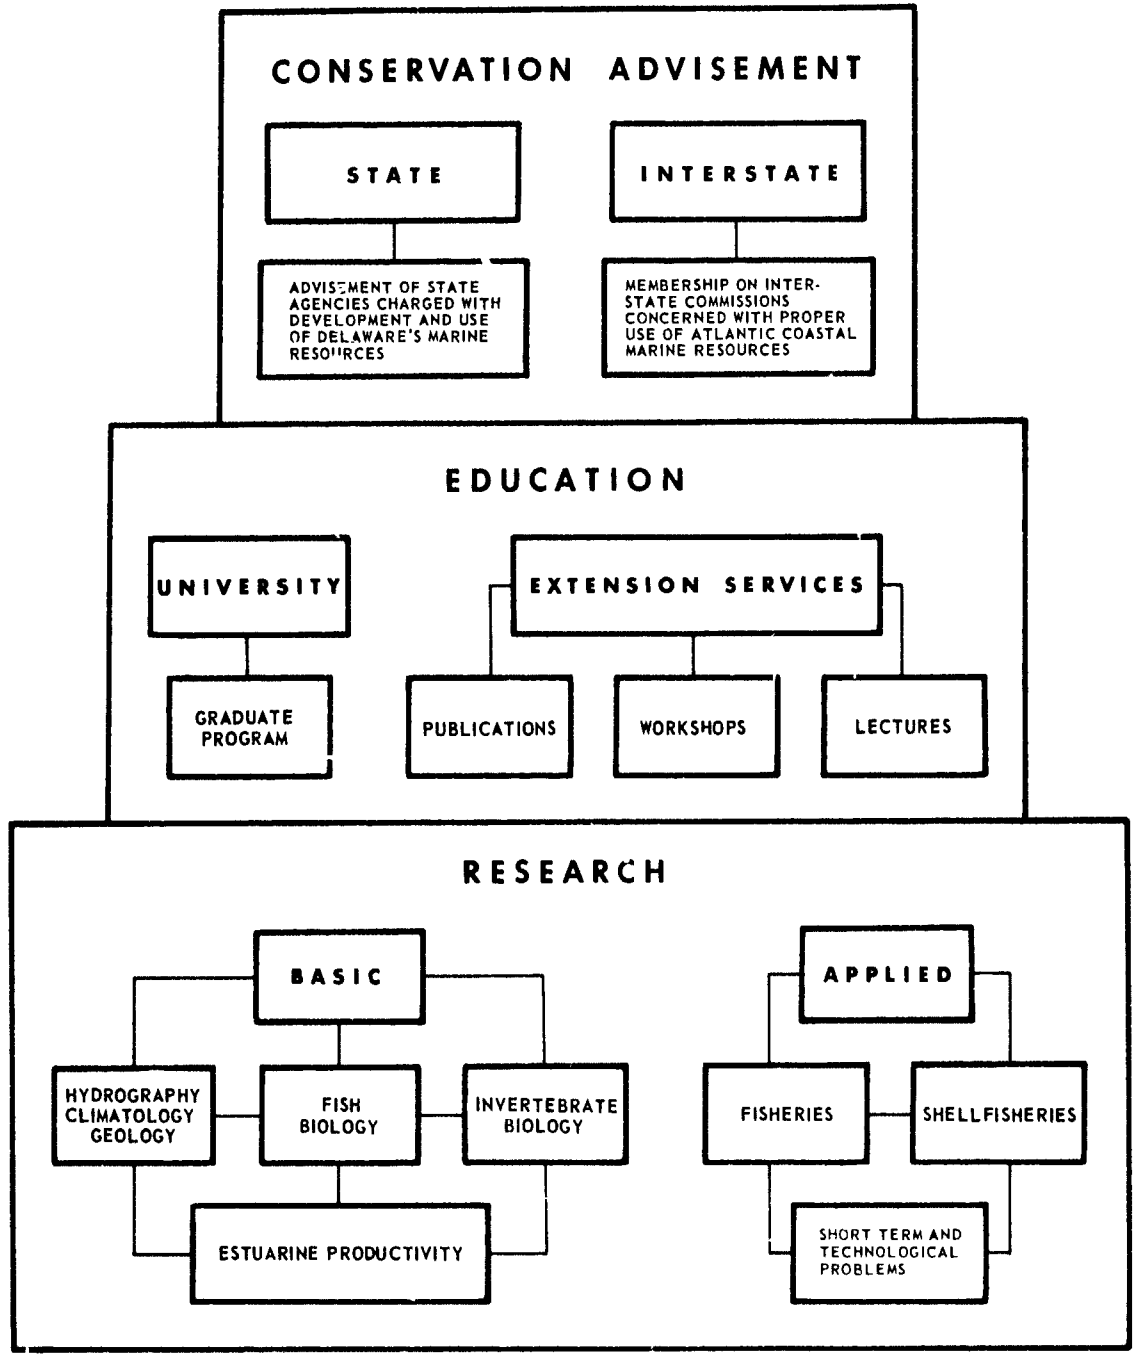 CONSERVATION ADVISEMENT
STATE
INTERSTATE
ADVISEMENT OF STATE
AGENCIES CHARGED WITH
DEVELOPMENT AND USE
OF DELAWARE'S MARINE
RESOURCES
MEMBERSHIP ON INTER-
STATE COMMISSIONS
CONCERNED WITH PROPER
USE OF ATLANTIC COASTAL
MARINE RESOURCES
EDUCATION
UNIVERSITY
EXTENSION SERVICES
GRADUATE
PROGRAM
PUBLICATIONS
WORKSHOPS
LECTURES
RESEARCH
BASIC
APPLIED
HYDROGRAPHY
CLIMATOLOGY
GEOLOGY
FISH
BIOLOGY
INVERTEBRATE
BIOLOGY
FISHERIES
SHELLFISHERIES
ESTUARINE PRODUCTIVITY
SHORT TERM AND
TECHNOLOGICAL
PROBLEMS